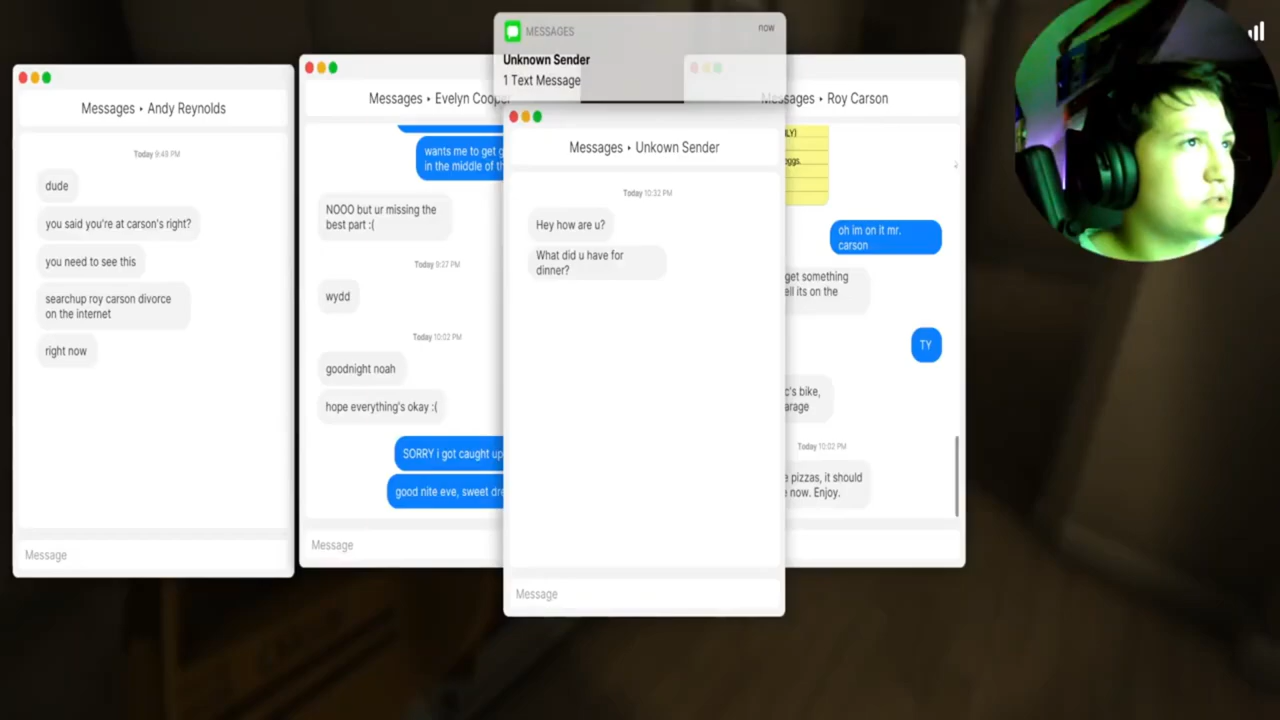 MESSAGES
now
Unknown Sender
1 Text Message
Messages ▸ Andy Reynolds
Today 9:49 PM
dude
you said you're at carson's right?
you need to see this
searchup roy carson divorce
on the internet
right now
Message
Messages ▸ Evelyn Cooper
wants me to get g
in the middle of th
NOOO but ur missing the
best part :(
Today 9:37 PM
wydd
Today 10:02 PM
goodnight noah
hope everything's okay :(
SORRY i got caught up
good nite eve, sweet dre
Message
Messages ▸ Unkown Sender
Today 10:32 PM
Hey how are u?
What did u have for
dinner?
Message
Messages ▸ Roy Carson
LY)
eggs.
oh im on it mr.
carson
get something
ell its on the
TY
c's bike,
arage
Today 10:02 PM
e pizzas, it should
e now. Enjoy.